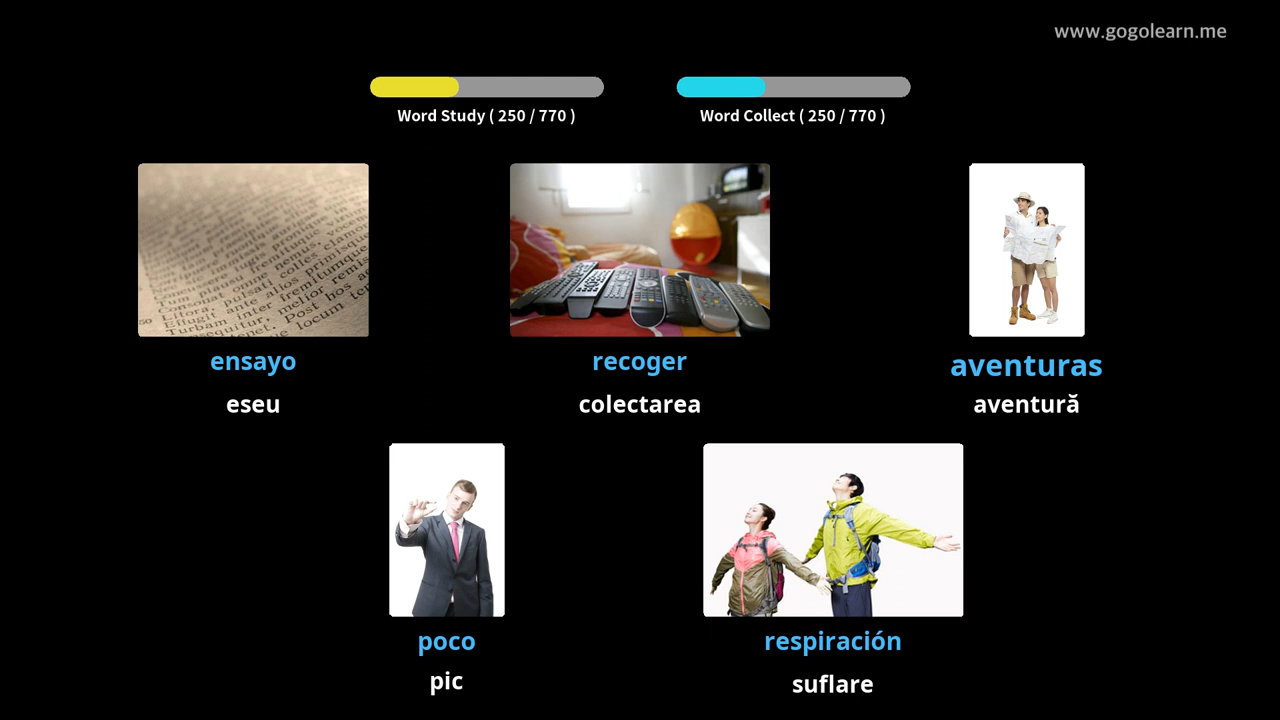 www.gogolearn.me
Word Study ( 250 / 770 )
Word Collect ( 250 / 770 )
ensayo
eseu
recoger
colectarea
aventuras
aventură
poco
pic
respiración
suflare